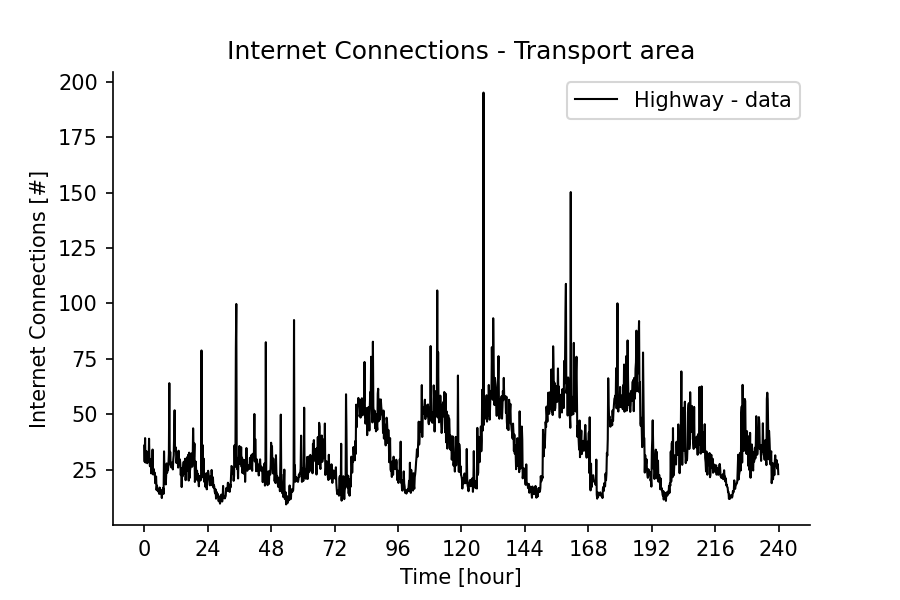 Internet Connections - Transport area
Highway - data
Internet Connections [#]
200
175
150
125
100
75
50
25
0 24 48 72 96 120 144 168 192 216 240
Time [hour]